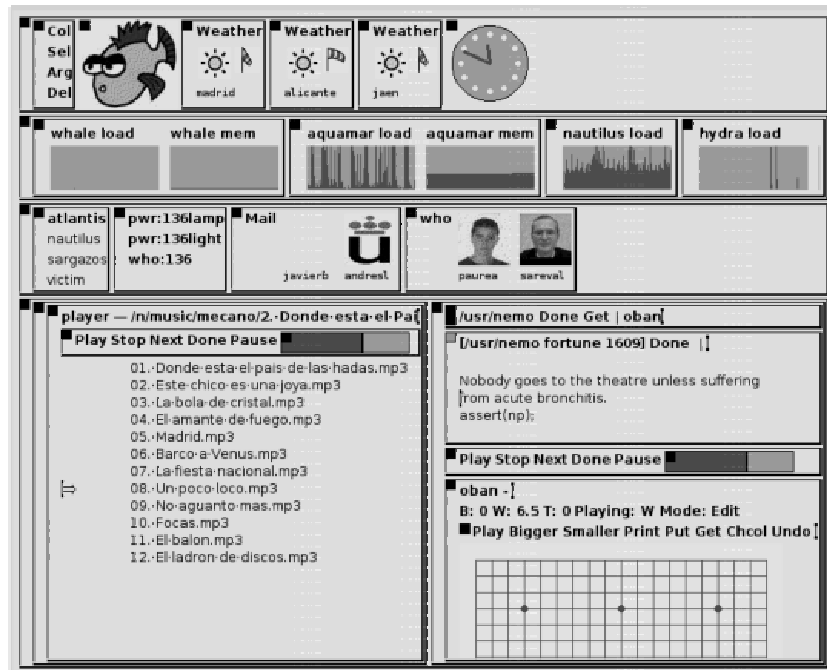 Col
Sel
Arg
Del
Weather
madrid
Weather
alicante
Weather
jaen
whale load
whale mem
aquamar load
aquamar mem
nautilus load
hydra load
atlantis
nautilus
sargazos
victim
pwr:136lamp
pwr:136light
who:136
Mail
javierb
andresl
who
paurea
sareval
player — /n/music/mecano/2.·Donde·esta·el·Pa
Play Stop Next Done Pause
01.·Donde·esta·el·pais·de·las·hadas.mp3
02.·Este·chico·es·una·joya.mp3
03.·La·bola·de·cristal.mp3
04.·El·amante·de·fuego.mp3
05.·Madrid.mp3
06.·Barco·a·Venus.mp3
07.·La·fiesta·nacional.mp3
08.·Un·poco·loco.mp3
09.·No·aguanto·mas.mp3
10.·Focas.mp3
11.·El·balon.mp3
12.·El·ladron·de·discos.mp3
/usr/nemo Done Get | oban
[/usr/nemo fortune 1609] Done |
Nobody goes to the theatre unless suffering
from acute bronchitis.
assert(np);
Play Stop Next Done Pause
oban -
B: 0 W: 6.5 T: 0 Playing: W Mode: Edit
Play Bigger Smaller Print Put Get Chcol Undo